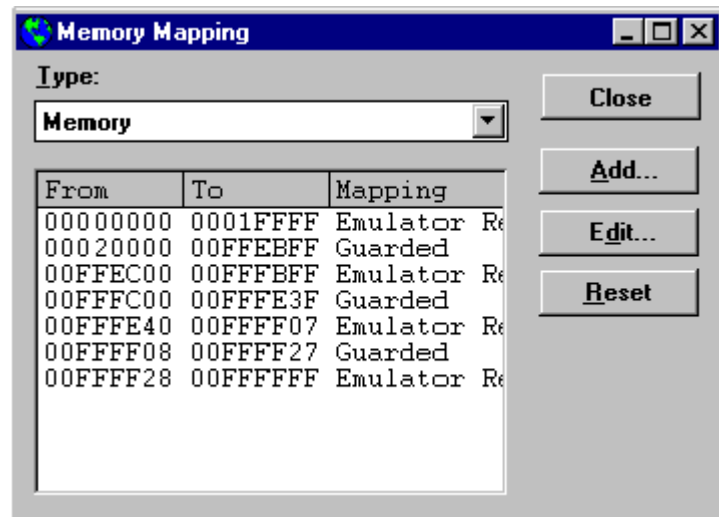 Memory Mapping
Type:
Memory
Close
Add...
Edit...
Reset
From To Mapping
00000000 0001FFFF Emulator Re
00020000 00FFEBFF Guarded
00FFEC00 00FFFBFF Emulator Re
00FFFC00 00FFFE3F Guarded
00FFFE40 00FFFF07 Emulator Re
00FFFF08 00FFFF27 Guarded
00FFFF28 00FFFFFF Emulator Re